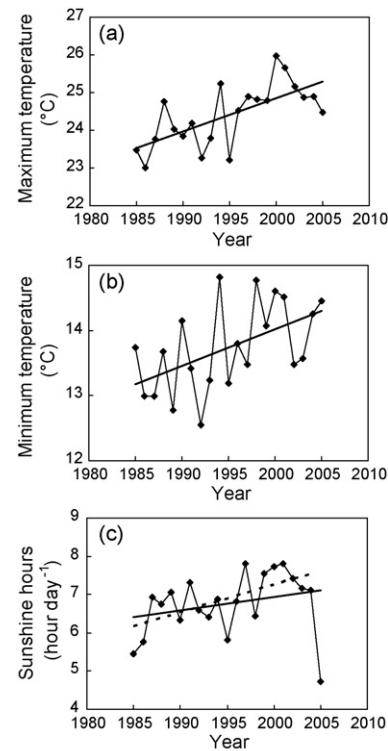 (a)
Maximum temperature
(°C)
26
25
24
23
22
1980 1985 1990 1995 2000 2005 2010
Year
(b)
Minimum temperature
(°C)
15
14
13
12
1980 1985 1990 1995 2000 2005 2010
Year
(c)
Sunshine hours
(hour day⁻¹)
9
8
7
6
5
4
1980 1985 1990 1995 2000 2005 2010
Year